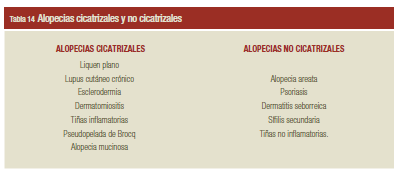 Tabla 14 Alopecias cicatrizales y no cicatrizales
ALOPECIAS CICATRIZALES
Liquen plano
Lupus cutáneo crónico
Esclerodermia
Dermatomiositis
Tiñas inflamatorias
Pseudopelada de Brocq
Alopecia mucinosa
ALOPECIAS NO CICATRIZALES
Alopecia areata
Psoriasis
Dermatitis seborreica
Sífilis secundaria
Tiñas no inflamatorias.